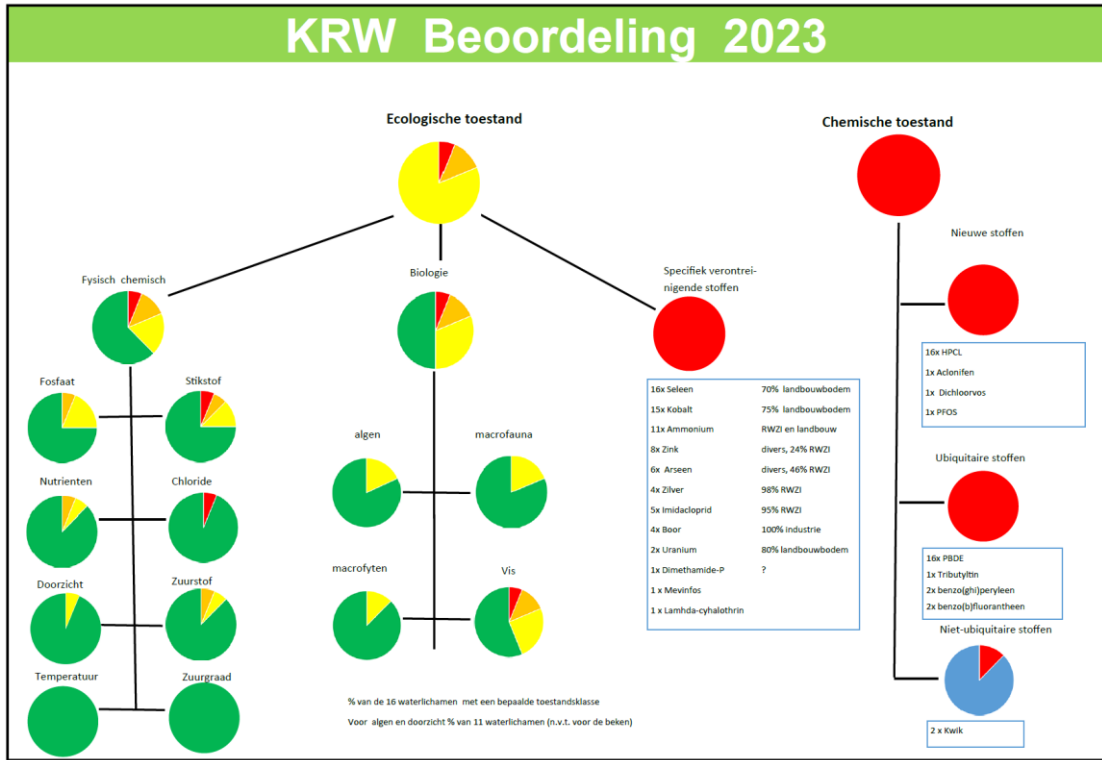 KRW Beoordeling 2023
Ecologische toestand
Chemische toestand
Nieuwe stoffen
Fysisch chemisch
Biologie
Specifiek verontrei-
nigende stoffen
16x HPCL
1x Aclonifen
1x Dichloorvos
1x PFOS
Fosfaat
Stikstof
16x Seleen 70% landbouwbodem
15x Kobalt 75% landbouwbodem
11x Ammonium RWZI en landbouw
8x Zink divers, 24% RWZI
6x Arseen divers, 46% RWZI
4x Zilver 98% RWZI
5x Imidacloprid 95% RWZI
4x Boor 100% industrie
2x Uranium 80% landbouwbodem
1x Dimethamide-P ?
1 x Mevinfos
1 x Lamhda-cyhalothrin
algen
macrofauna
Nutrienten
Chloride
Ubiquitaire stoffen
16x PBDE
1x Tributyltin
2x benzo(ghi)peryleen
2x benzo(b)fluorantheen
macrofyten
Vis
Doorzicht
Zuurstof
Niet-ubiquitaire stoffen
Temperatuur
Zuurgraad
2 x Kwik
% van de 16 waterlichamen met een bepaalde toestandsklasse
Voor algen en doorzicht % van 11 waterlichamen (n.v.t. voor de beken)